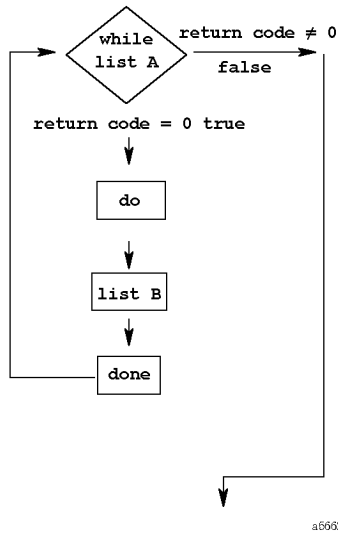 while
list A
return code ≠ 0
false
return code = 0 true
do
list B
done